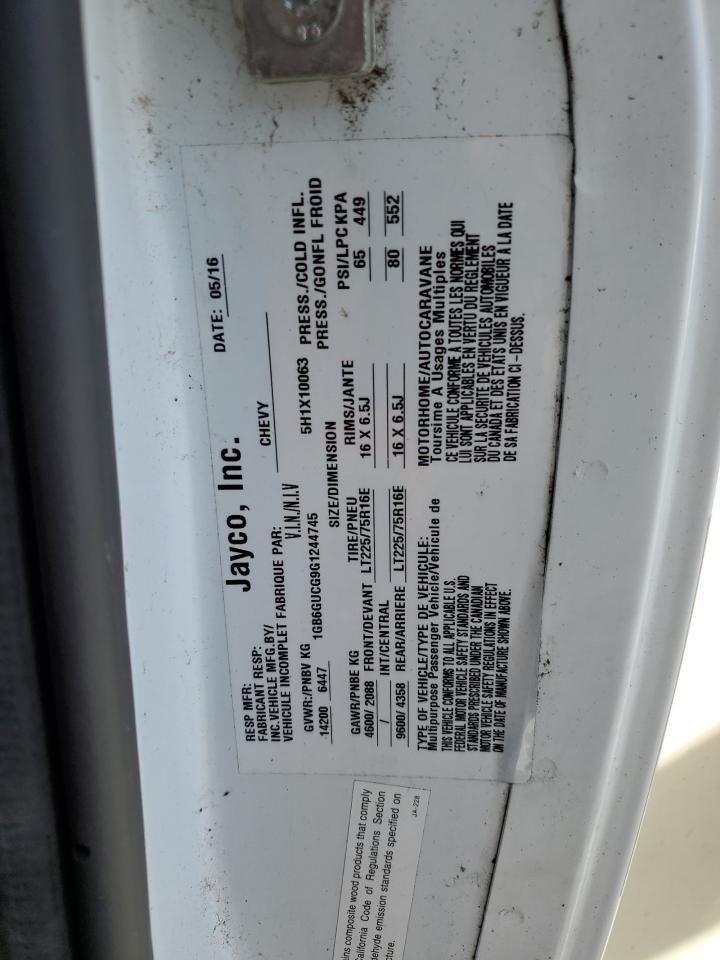 Jayco, Inc.
DATE: 05/16
RESP MFR:
FABRICANT RESP:
INC.VEHICLE MFG.BY/
VEHICULE INCOMPLET FABRIQUE PAR:
CHEVY
GVWR:/PNBV KG
V.I.N./N.I.V
14200 6447
1GB6GUCG9G1244745
5H1X10063
PRESS./COLD INFL.
SIZE/DIMENSION
PRESS./GONFL FROID
GAWR/PNBE KG
TIRE/PNEU
RIMS/JANTE
PSI/LPC KPA
4600/ 2088 FRONT/DEVANT LT225/75R16E 16 X 6.5J 65 449
/ INT/CENTRAL
9600/ 4358 REAR/ARRIERE LT225/75R16E 16 X 6.5J 80 552
TYPE OF VEHICLE/TYPE DE VEHICULE:
MOTORHOME/AUTOCARAVANE
Multipurpose Passenger Vehicle/Vehicule de
Toursime A Usages Multiples
THIS VEHICLE CONFORMS TO ALL APPLICABLE U.S.
FEDERAL MOTOR VEHICLE SAFETY STANDARDS AND
STANDARDS PRESCRIBED UNDER THE CANADIAN
MOTOR VEHICLE SAFETY REGULATIONS IN EFFECT
ON THE DATE OF MANUFACTURE SHOWN ABOVE.
CE VEHICULE CONFORME A TOUTES LES NORMES QUI
LUI SONT APPLICABLES EN VERTU DU REGLEMENT
SUR LA SECURITE DE VEHICULES AUTOMOBILES
DU CANADA ET DES ETATS UNIS EN VIGUEUR A LA DATE
DE SA FABRICATION CI - DESSUS.
ins composite wood products that comply
alifornia Code of Regulations Section
dehyde emission standards specified on
cture.
JA-228